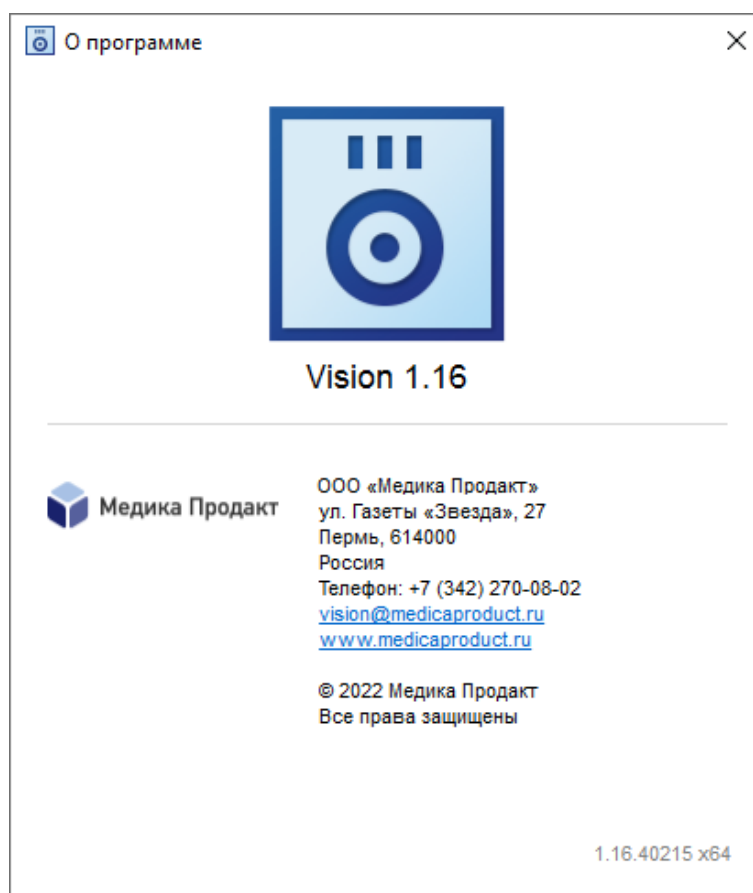 О программе
Vision 1.16
Медика Продакт
ООО «Медика Продакт»
ул. Газеты «Звезда», 27
Пермь, 614000
Россия
Телефон: +7 (342) 270-08-02
vision@medicaproduct.ru
www.medicaproduct.ru
© 2022 Медика Продакт
Все права защищены
1.16.40215 x64